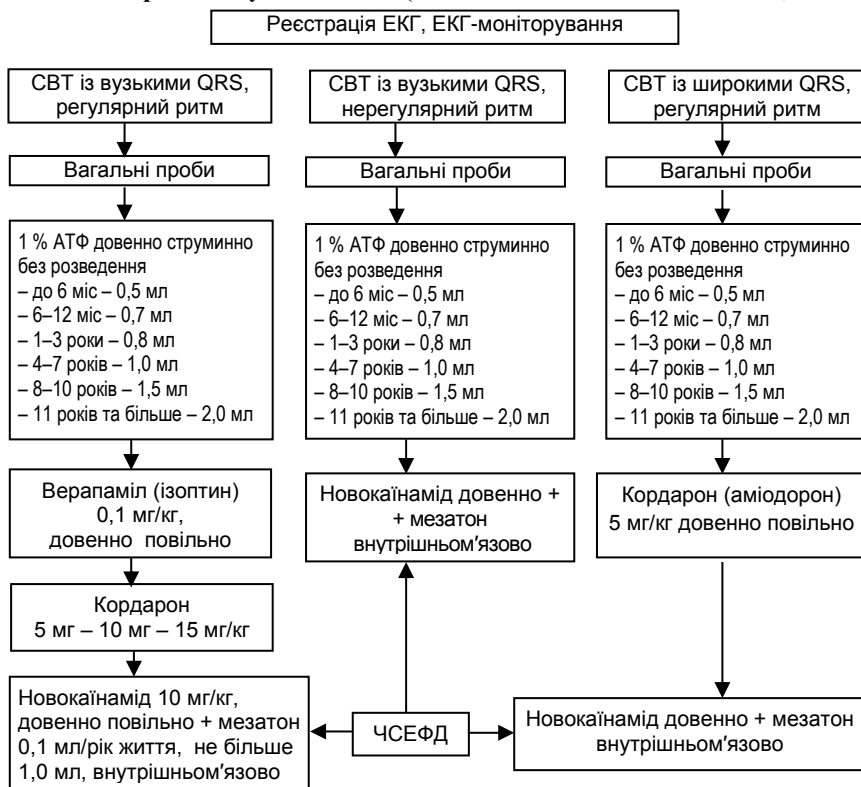 Реєстрація ЕКГ, ЕКГ-моніторування
СВТ із вузькими QRS,
регулярний ритм
СВТ із вузькими QRS,
нерегулярний ритм
СВТ із широкими QRS,
регулярний ритм
Вагальні проби
Вагальні проби
Вагальні проби
1 % АТФ довенно струминно
без розведення
– до 6 міс – 0,5 мл
– 6–12 міс – 0,7 мл
– 1–3 роки – 0,8 мл
– 4–7 років – 1,0 мл
– 8–10 років – 1,5 мл
– 11 років та більше – 2,0 мл
1 % АТФ довенно струминно
без розведення
– до 6 міс – 0,5 мл
– 6–12 міс – 0,7 мл
– 1–3 роки – 0,8 мл
– 4–7 років – 1,0 мл
– 8–10 років – 1,5 мл
– 11 років та більше – 2,0 мл
1 % АТФ довенно струминно
без розведення
– до 6 міс – 0,5 мл
– 6–12 міс – 0,7 мл
– 1–3 роки – 0,8 мл
– 4–7 років – 1,0 мл
– 8–10 років – 1,5 мл
– 11 років та більше – 2,0 мл
Верапаміл (ізоптин)
0,1 мг/кг,
довенно повільно
Новокаїнамід довенно +
+ мезатон
внутрішньом'язово
Кордарон (аміодорон)
5 мг/кг довенно повільно
Кордарон
5 мг – 10 мг – 15 мг/кг
Новокаїнамід 10 мг/кг,
довенно повільно + мезатон
0,1 мл/рік життя, не більше
1,0 мл, внутрішньом'язово
ЧСЕФД
Новокаїнамід довенно + мезатон
внутрішньом'язово